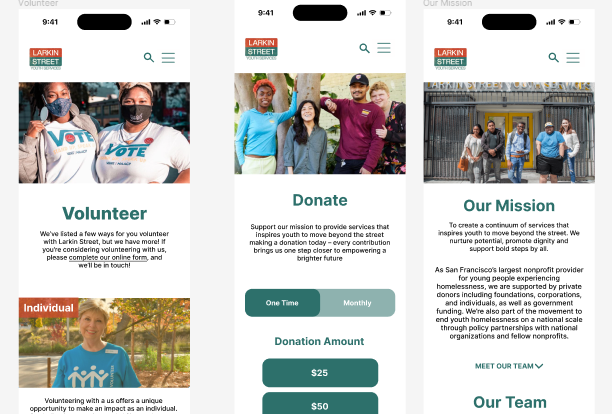 Volunteer
9:41
LARKIN
STREET
YOUTH SERVICES
VOTE
VOTE
Volunteer
We've listed a few ways for you volunteer
with Larkin Street, but we have more! If
you're considering volunteering with us,
please complete our online form, and
we'll be in touch!
Individual
Volunteering with a us offers a unique
opportunity to make an impact as an individual.
9:41
LARKIN
STREET
YOUTH SERVICES
Donate
Support our mission to provide services that
inspires youth to move beyond the street
making a donation today – every contribution
brings us one step closer to empowering a
brighter future
One Time
Monthly
Donation Amount
$25
$50
Our Mission
9:41
LARKIN
STREET
YOUTH SERVICES
LARKIN STREET YOUTH SERVICES
Our Mission
To create a continuum of services that
inspires youth to move beyond the street. We
nurture potential, promote dignity and
support bold steps by all.
As San Francisco's largest nonprofit provider
for young people experiencing
homelessness, we are supported by private
donors including foundations, corporations,
and individuals, as well as government
funding. We're also part of the movement to
end youth homelessness on a national scale
through policy partnerships with national
organizations and fellow nonprofits.
MEET OUR TEAM
Our Team